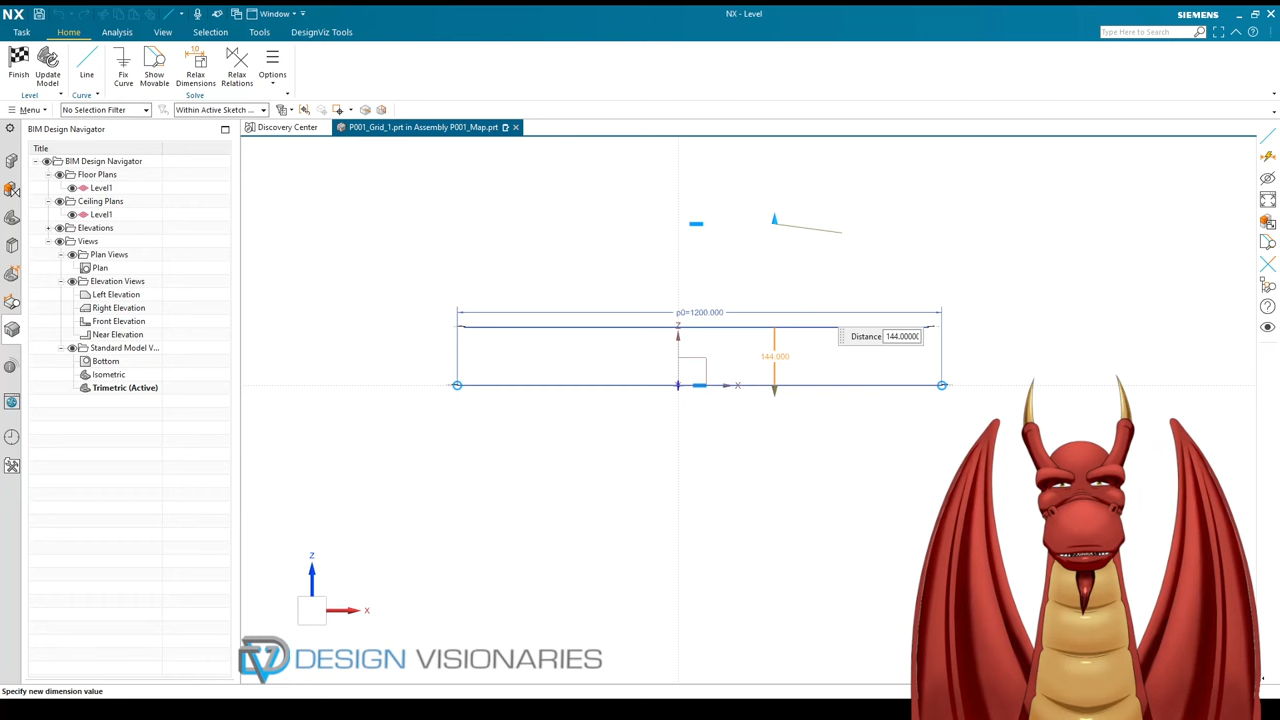 NX
Window
NX - Level
SIEMENS
Task
Home
Analysis
View
Selection
Tools
DesignViz Tools
Type Here to Search
Finish
Update Model
Line
Fix Curve
Show Movable
Relax Dimensions
Relax Relations
Options
Level
Curve
Solve
Menu
No Selection Filter
Within Active Sketch ...
BIM Design Navigator
Discovery Center
P001_Grid_1.prt in Assembly P001_Map.prt
Title
BIM Design Navigator
Floor Plans
Level1
Ceiling Plans
Level1
Elevations
Views
Plan Views
Plan
Elevation Views
Left Elevation
Right Elevation
Front Elevation
Near Elevation
Standard Model V...
Bottom
Isometric
Trimetric (Active)
p0=1200.000
Z
Distance 144.0000
144.000
X
Z
X
DESIGN VISIONARIES
Specify new dimension value